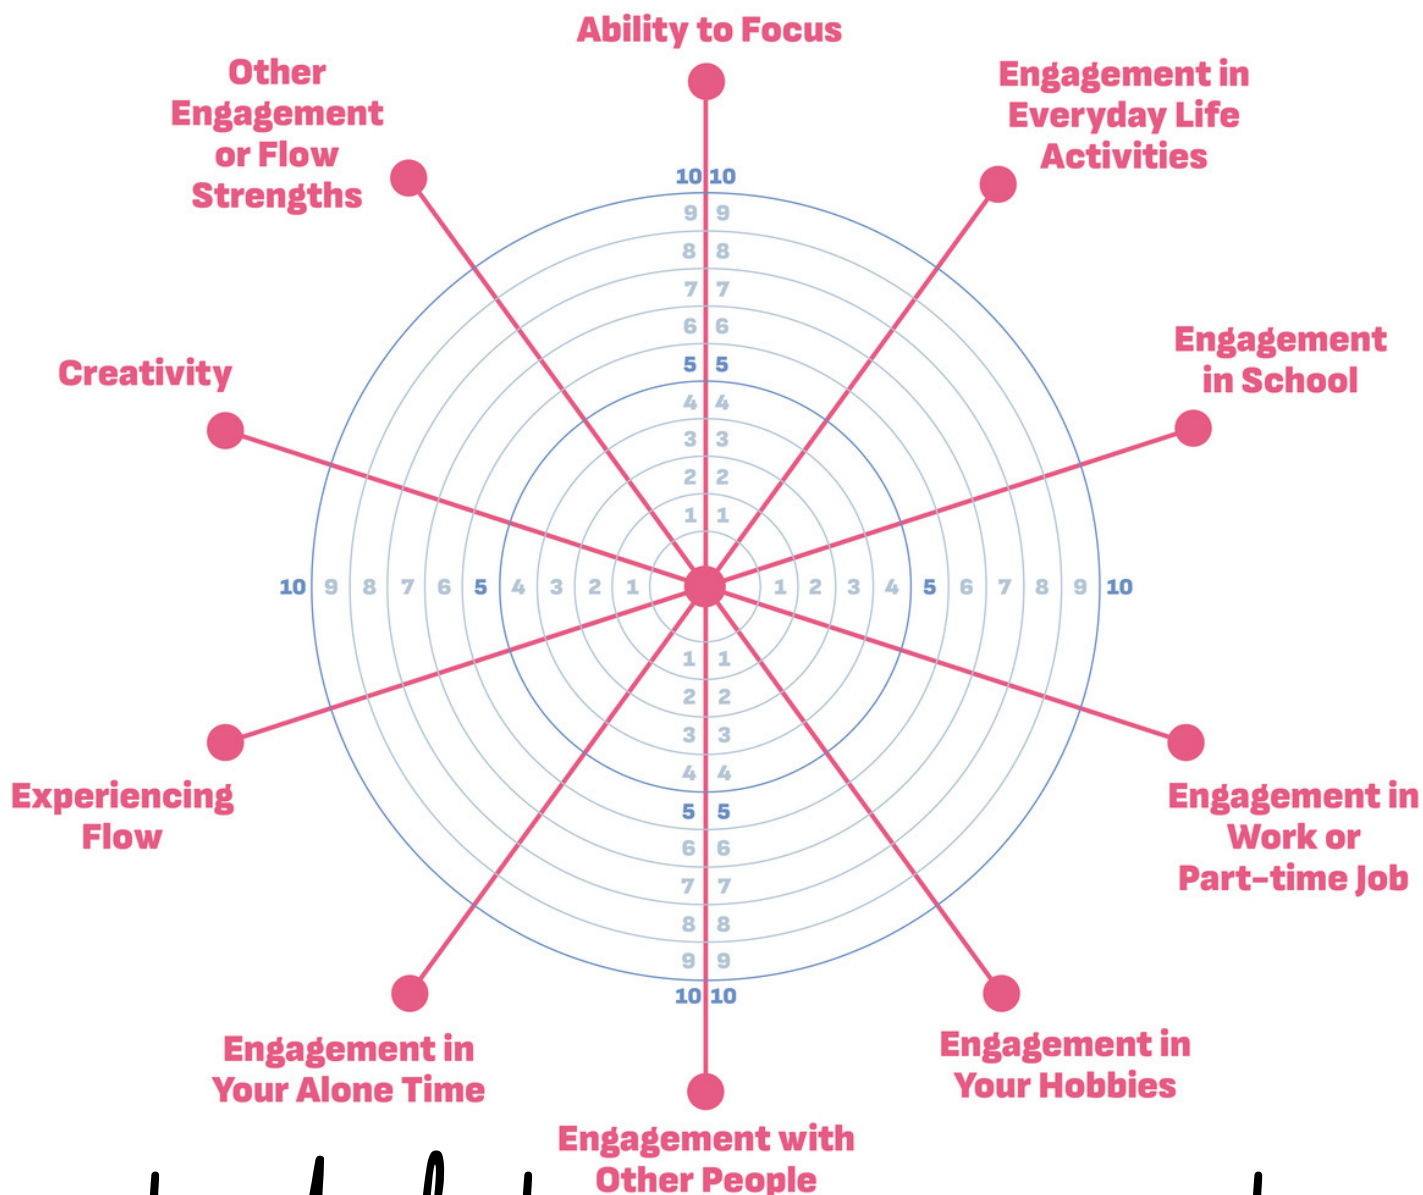 Ability to Focus
Other
Engagement
or Flow
Strengths
Engagement in
Everyday Life
Activities
10 10
9 9
8 8
7 7
6 6
5 5
4 4
3 3
2 2
1 1
Creativity
Engagement
in School
10 9 8 7 6 5 4 3 2 1 1 2 3 4 5 6 7 8 9 10
1 1
2 2
3 3
4 4
5 5
6 6
7 7
8 8
9 9
10 10
Experiencing
Flow
Engagement in
Work or
Part-time Job
Engagement in
Your Alone Time
Engagement in
Your Hobbies
Engagement with
Other People